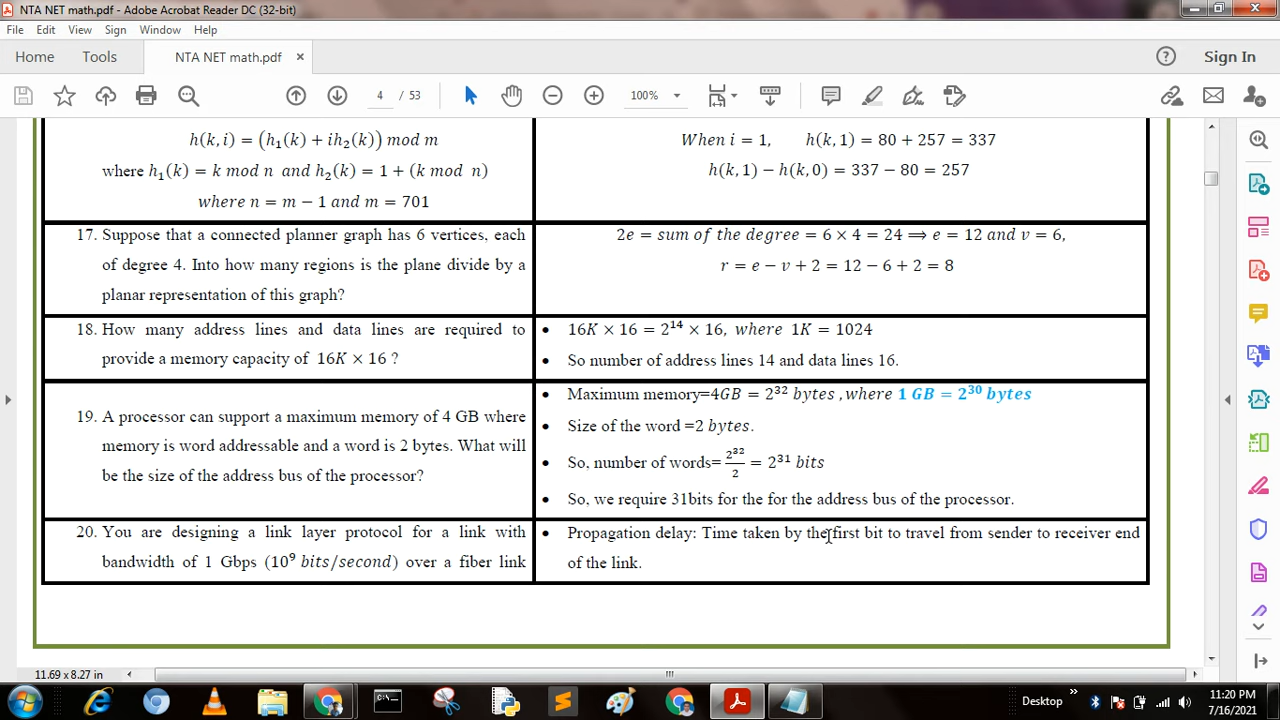 NTA NET math.pdf - Adobe Acrobat Reader DC (32-bit)
File Edit View Sign Window Help
Home Tools NTA NET math.pdf × Sign In
4 / 53 100%
h(k, i) = (h₁(k) + ih₂(k)) mod m
where h₁(k) = k mod n and h₂(k) = 1 + (k mod n)
where n = m − 1 and m = 701
When i = 1, h(k, 1) = 80 + 257 = 337
h(k, 1) − h(k, 0) = 337 − 80 = 257
17. Suppose that a connected planner graph has 6 vertices, each
of degree 4. Into how many regions is the plane divide by a
planar representation of this graph?
2e = sum of the degree = 6 × 4 = 24 ⟹ e = 12 and v = 6,
r = e − v + 2 = 12 − 6 + 2 = 8
18. How many address lines and data lines are required to
provide a memory capacity of 16K × 16 ?
• 16K × 16 = 2¹⁴ × 16, where 1K = 1024
• So number of address lines 14 and data lines 16.
19. A processor can support a maximum memory of 4 GB where
memory is word addressable and a word is 2 bytes. What will
be the size of the address bus of the processor?
• Maximum memory=4GB = 2³² bytes ,where 1 GB = 2³⁰ bytes
• Size of the word =2 bytes.
• So, number of words= 2³²/2 = 2³¹ bits
• So, we require 31bits for the for the address bus of the processor.
20. You are designing a link layer protocol for a link with
bandwidth of 1 Gbps (10⁹ bits/second) over a fiber link
• Propagation delay: Time taken by the first bit to travel from sender to receiver end
of the link.
11.69 x 8.27 in
Desktop » 11:20 PM
7/16/2021